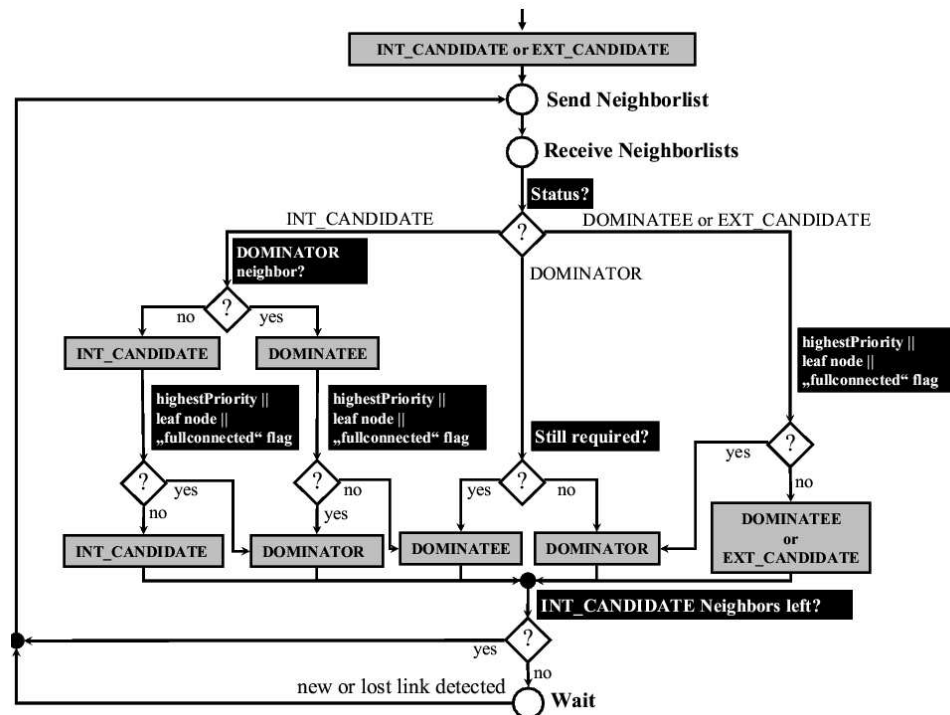 INT_CANDIDATE or EXT_CANDIDATE
Send Neighborlist
Receive Neighborlists
Status?
INT_CANDIDATE
?
DOMINATEE or EXT_CANDIDATE
DOMINATOR
neighbor?
DOMINATOR
?
no
yes
INT_CANDIDATE
DOMINATEE
highestPriority ||
leaf node ||
„fullconnected“ flag
highestPriority ||
leaf node ||
„fullconnected“ flag
highestPriority ||
leaf node ||
„fullconnected“ flag
Still required?
?
yes
no
?
no
yes
?
yes
no
?
yes
no
INT_CANDIDATE
DOMINATOR
DOMINATEE
DOMINATOR
DOMINATEE
or
EXT_CANDIDATE
INT_CANDIDATE Neighbors left?
?
yes
no
new or lost link detected
Wait